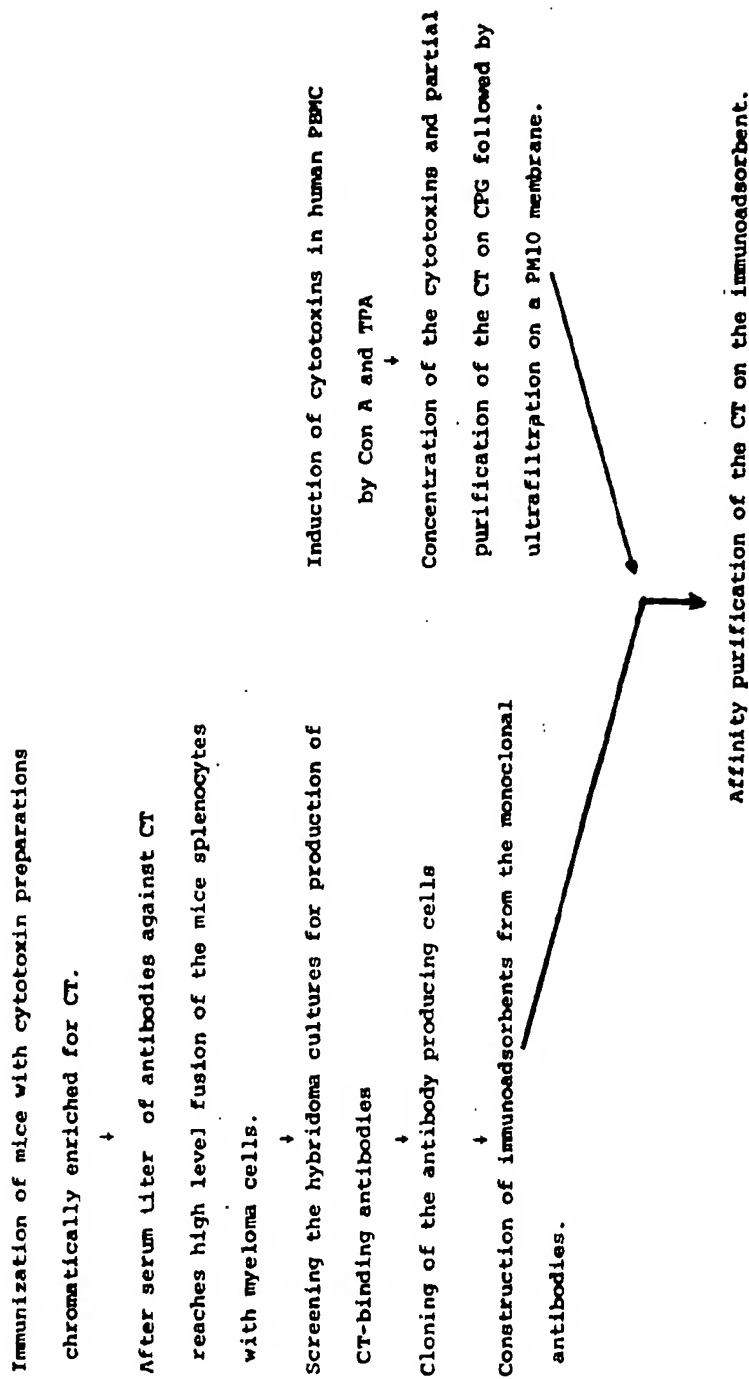 Immunization of mice with cytotoxin preparations
chromatically enriched for CT.
↓
After serum titer of antibodies against CT
reaches high level fusion of the mice splenocytes
with myeloma cells.
↓
Screening the hybridoma cultures for production of
CT-binding antibodies
↓
Cloning of the antibody producing cells
↓
Construction of immunoadsorbents from the monoclonal
antibodies.
Induction of cytotoxins in human PBMC
by Con A and TPA
↓
Concentration of the cytotoxins and partial
purification of the CT on CPG followed by
ultrafiltration on a PM10 membrane.
Affinity purification of the CT on the immunoadsorbent.